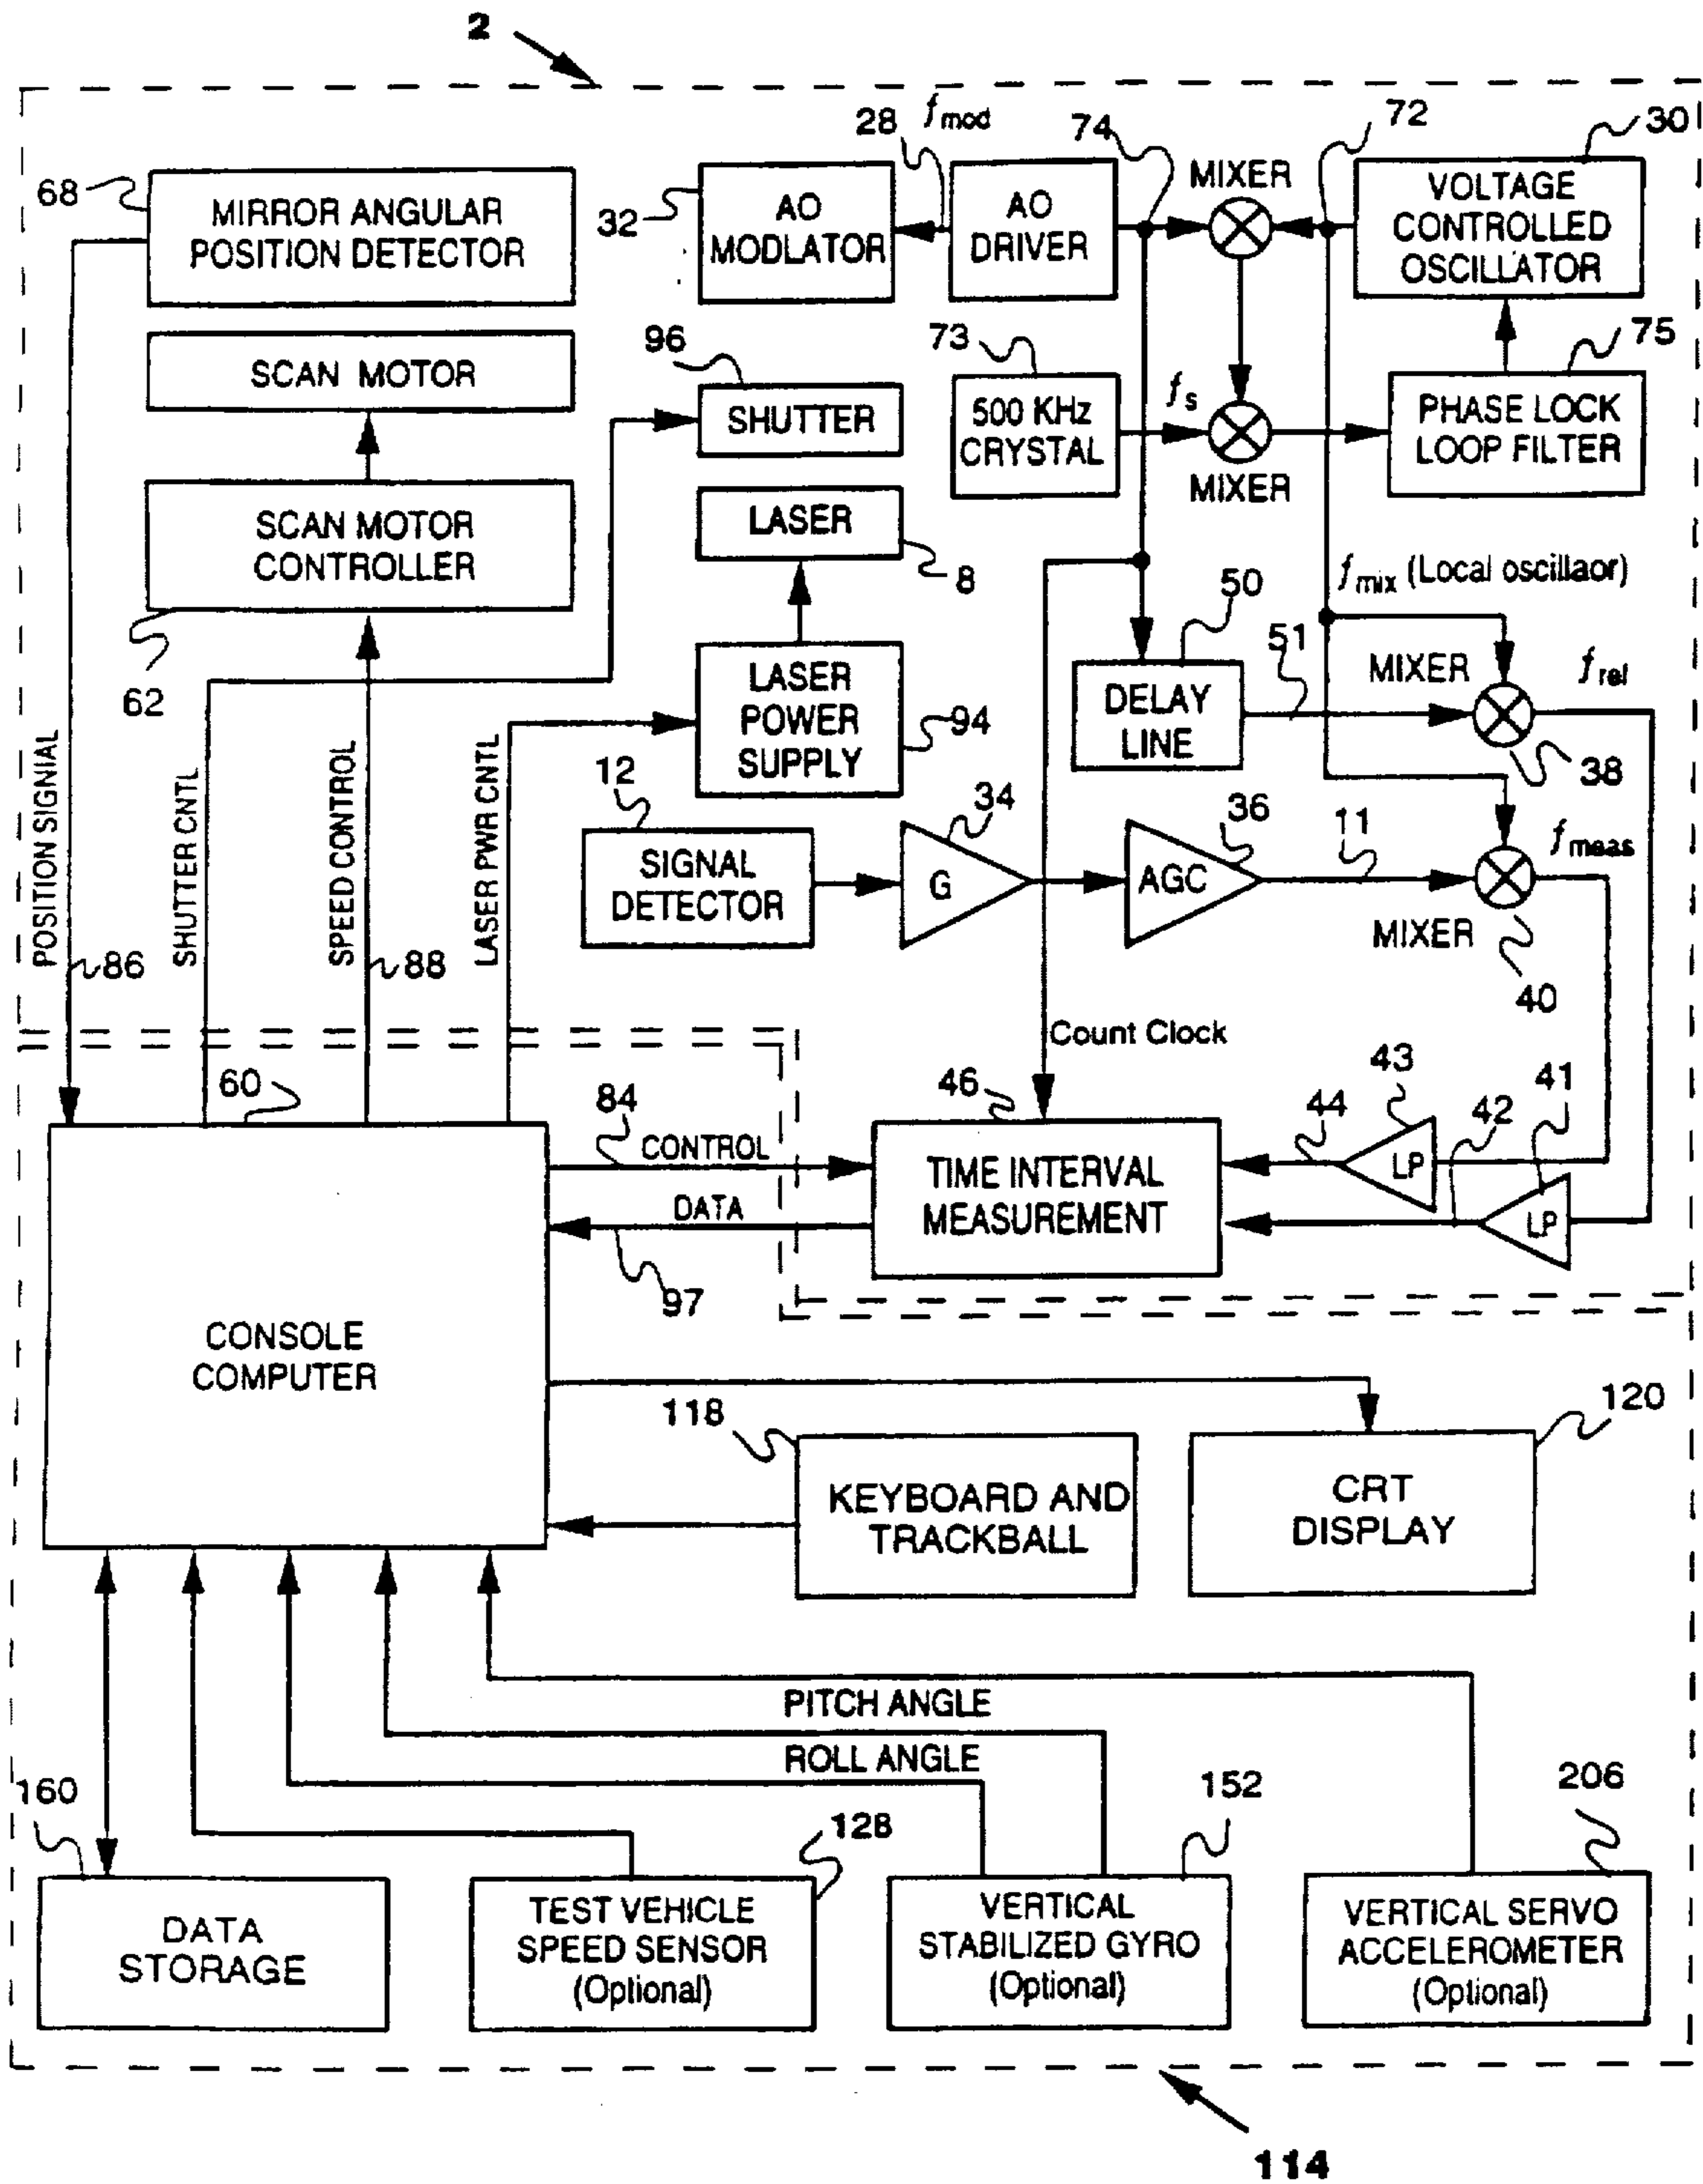 2
28
f mod
74
72
30
68
MIRROR ANGULAR
POSITION DETECTOR
32
AO
MODLATOR
AO
DRIVER
MIXER
VOLTAGE
CONTROLLED
OSCILLATOR
SCAN MOTOR
96
SHUTTER
73
500 KHz
CRYSTAL
f s
MIXER
75
PHASE LOCK
LOOP FILTER
SCAN MOTOR
CONTROLLER
62
LASER
8
f mix (Local oscillaor)
50
51
DELAY
LINE
MIXER
f ref
38
LASER
POWER
SUPPLY
94
12
SIGNAL
DETECTOR
34
G
36
AGC
11
f meas
MIXER
40
POSITION SIGNIAL
86
SHUTTER CNTL
SPEED CONTROL
88
LASER PWR CNTL
Count Clock
60
84
CONTROL
DATA
97
46
TIME INTERVAL
MEASUREMENT
44
43
LP
42
41
LP
CONSOLE
COMPUTER
118
KEYBOARD AND
TRACKBALL
120
CRT
DISPLAY
PITCH ANGLE
ROLL ANGLE
160
DATA
STORAGE
128
TEST VEHICLE
SPEED SENSOR
(Optional)
152
VERTICAL
STABILIZED GYRO
(Optional)
206
VERTICAL SERVO
ACCELEROMETER
(Optional)
114